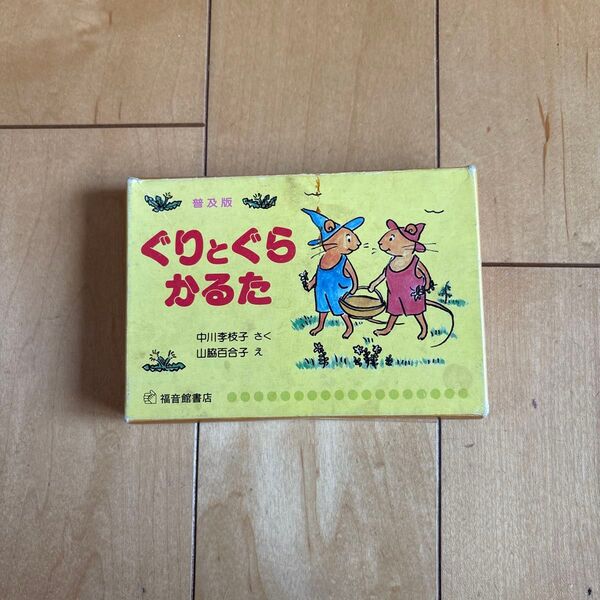 普及版
ぐりとぐら
かるた
中川李枝子 さく
山脇百合子 え
福音館書店